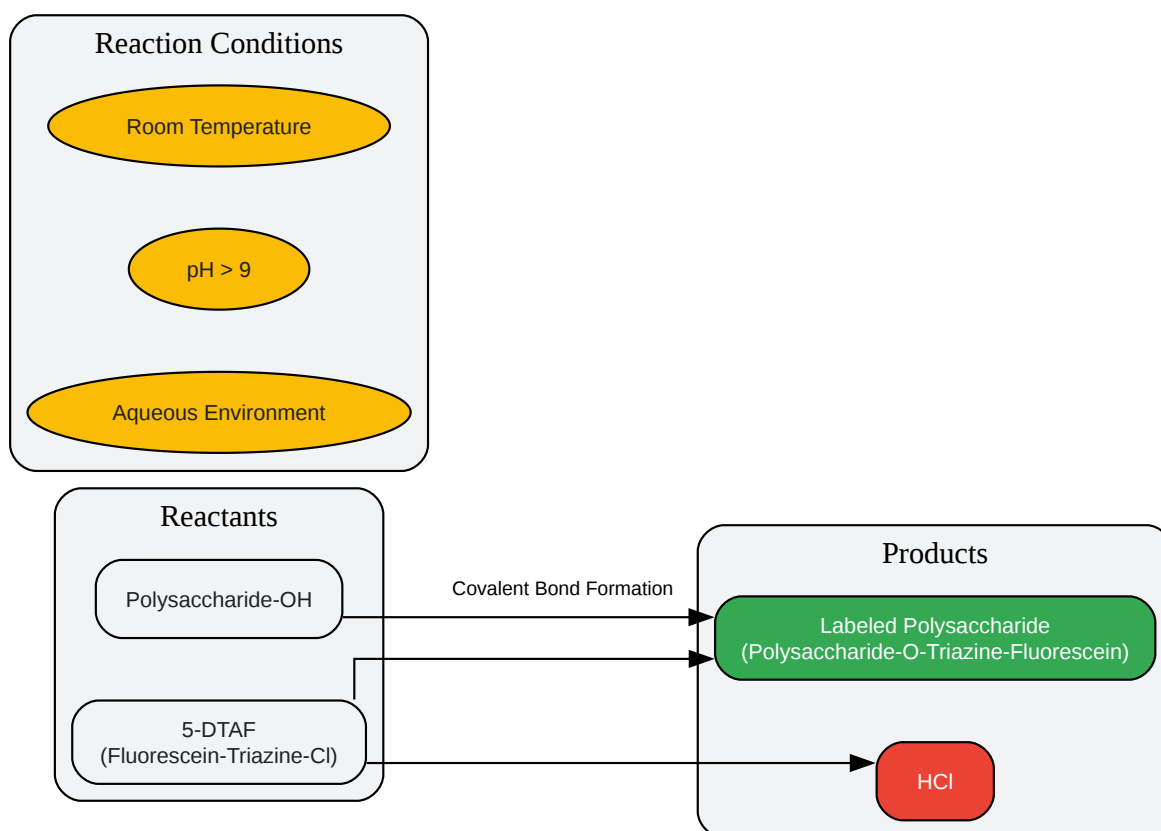 Reaction Conditions
Room Temperature
pH > 9
Aqueous Environment
Reactants
Polysaccharide-OH
5-DTAF
(Fluorescein-Triazine-Cl)
Covalent Bond Formation
Products
Labeled Polysaccharide
(Polysaccharide-O-Triazine-Fluorescein)
HCl